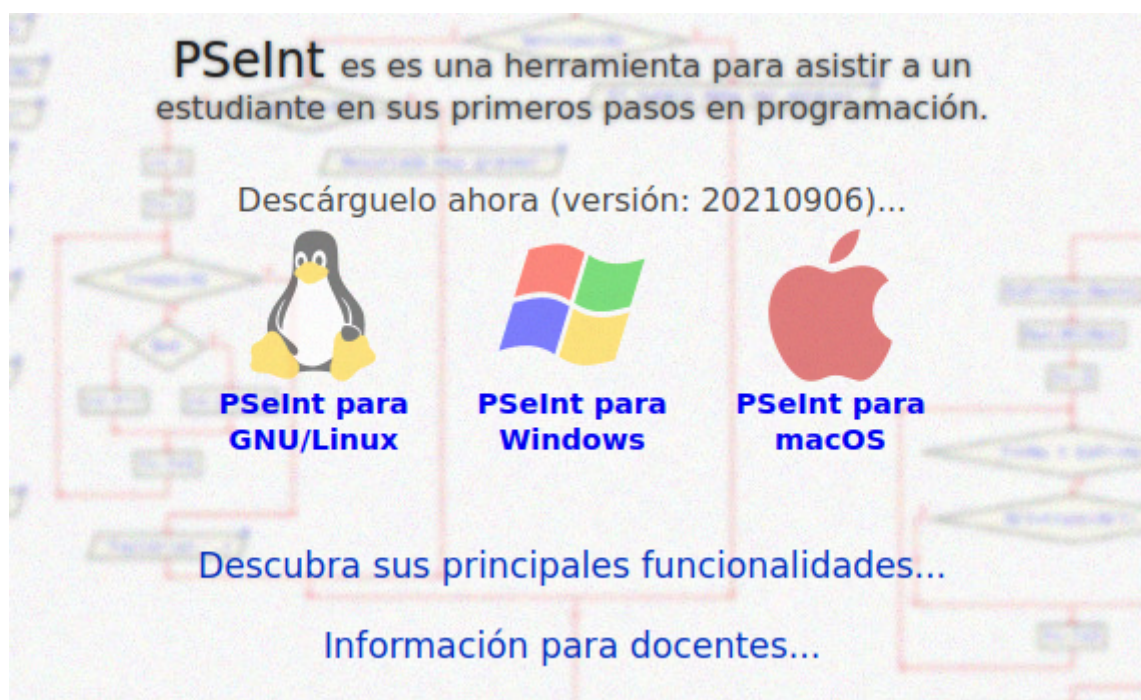 PSeInt es es una herramienta para asistir a un
estudiante en sus primeros pasos en programación.
Descárguelo ahora (versión: 20210906)...
PSeInt para
GNU/Linux
PSeInt para
Windows
PSeInt para
macOS
Descubra sus principales funcionalidades...
Información para docentes...